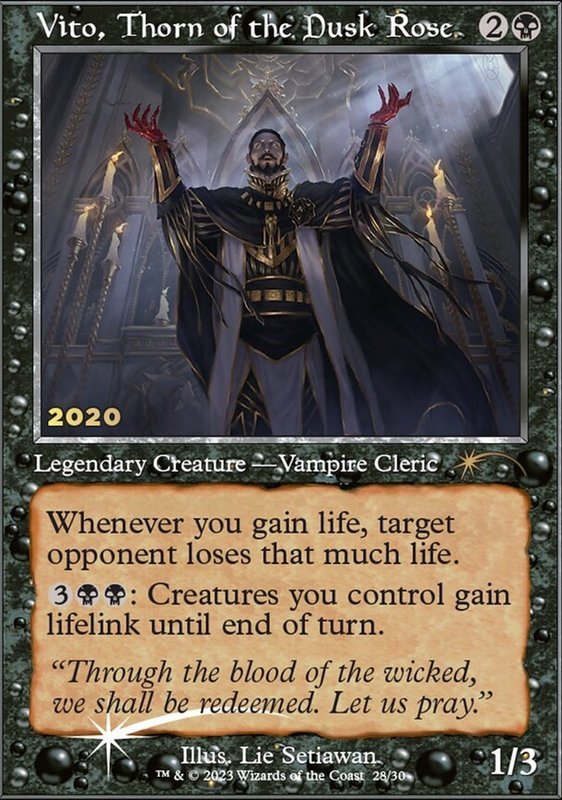 Vito, Thorn of the Dusk Rose 2
2020
Legendary Creature — Vampire Cleric
Whenever you gain life, target
opponent loses that much life.
3: Creatures you control gain
lifelink until end of turn.
“Through the blood of the wicked,
we shall be redeemed. Let us pray.”
Illus. Lie Setiawan
™ & © 2023 Wizards of the Coast 28/30
1/3